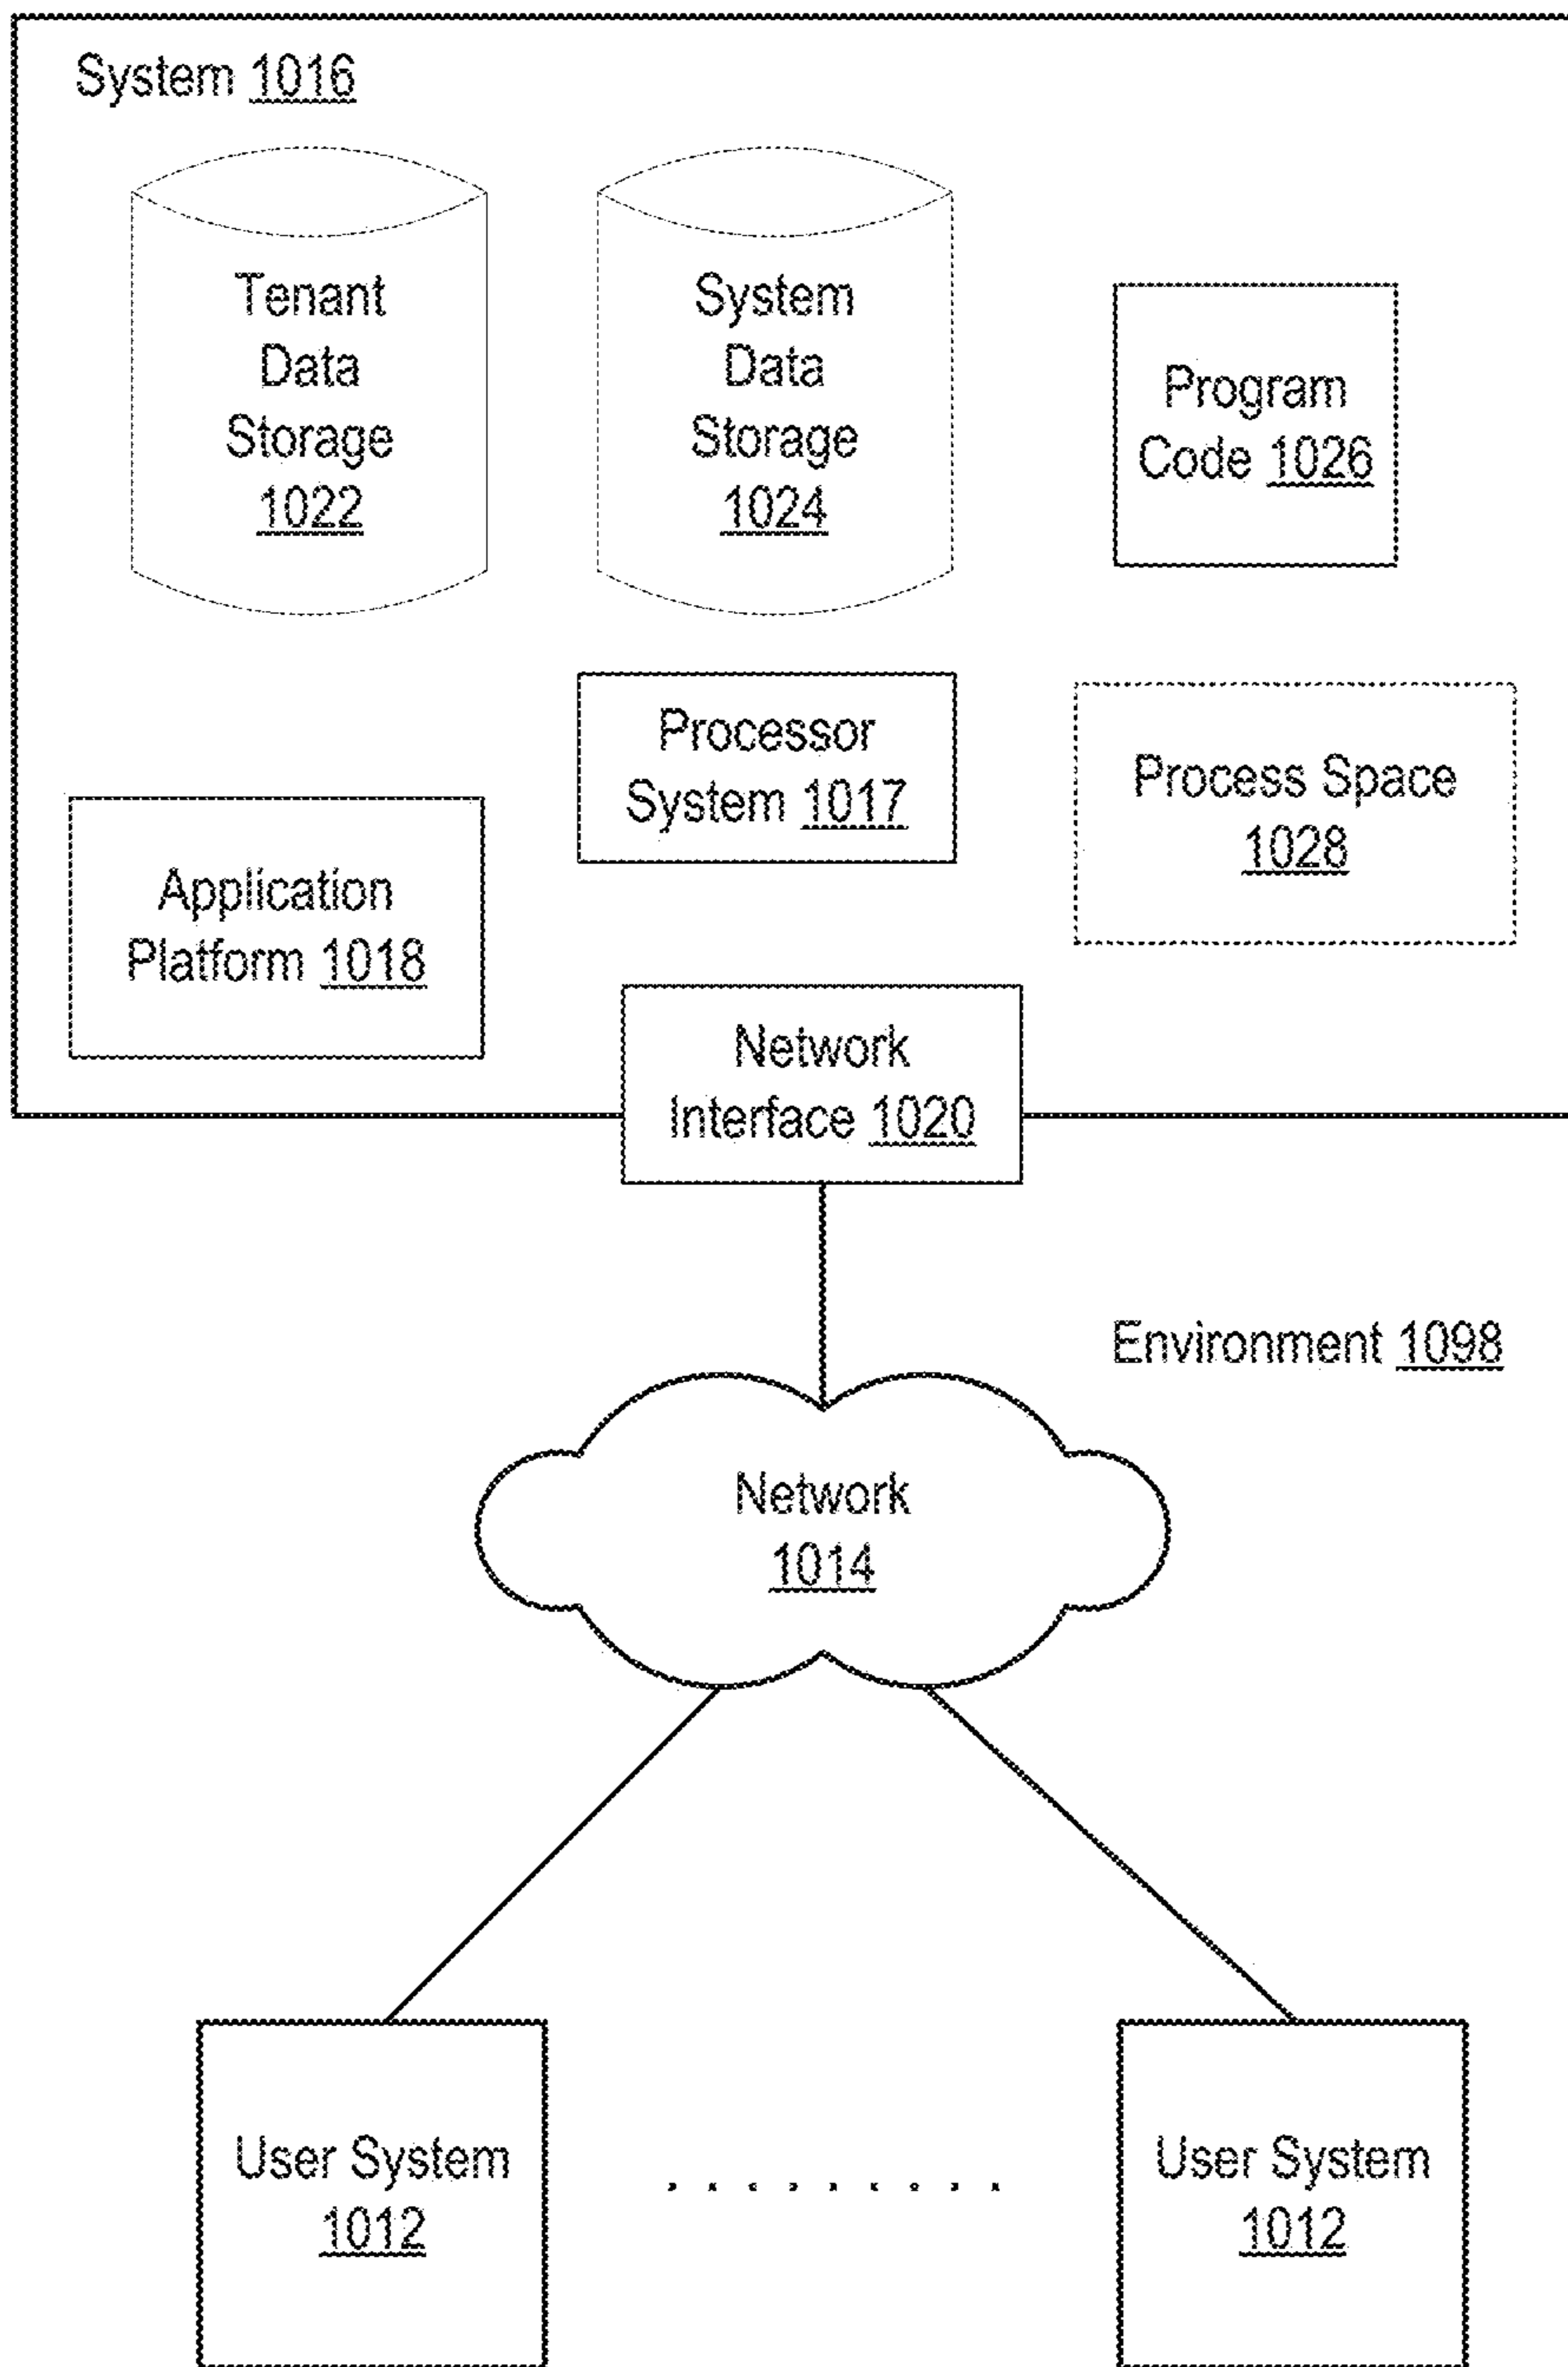 System 1016
Tenant
Data
Storage
1022
System
Data
Storage
1024
Program
Code 1026
Processor
System 1017
Process Space
1028
Application
Platform 1018
Network
Interface 1020
Environment 1098
Network
1014
User System
1012
User System
1012